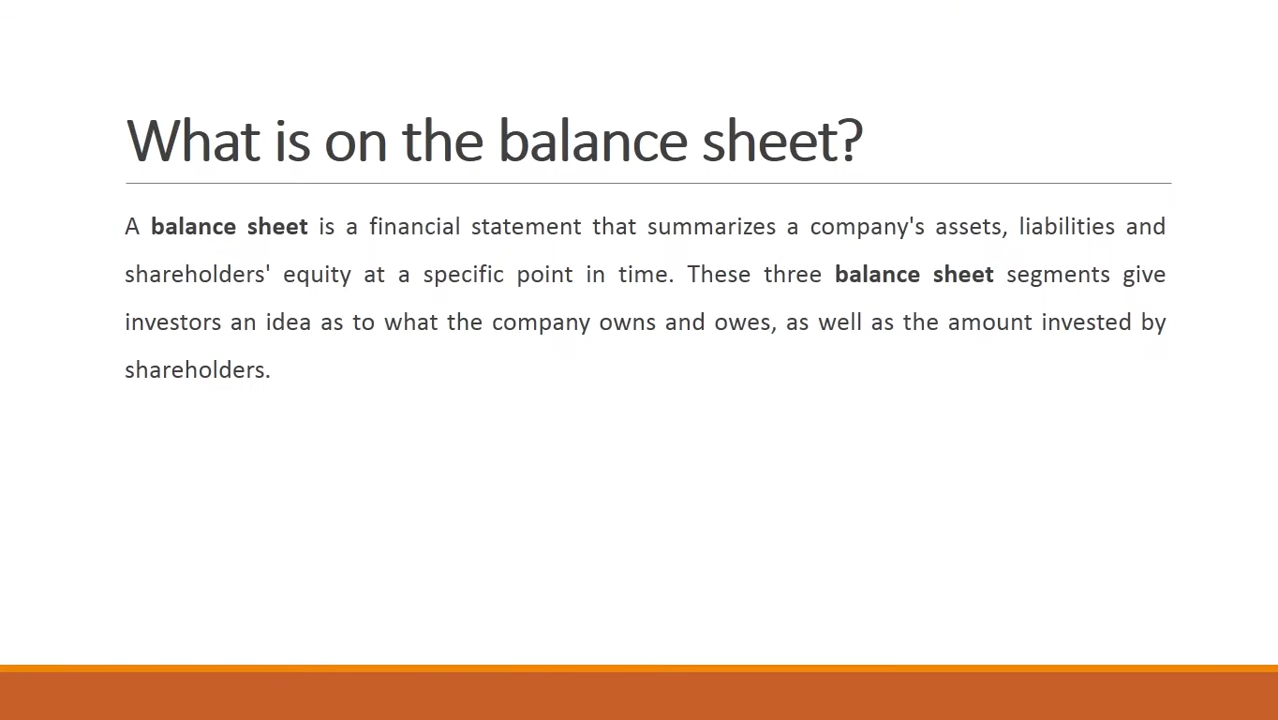 What is on the balance sheet?
A balance sheet is a financial statement that summarizes a company's assets, liabilities and
shareholders' equity at a specific point in time. These three balance sheet segments give
investors an idea as to what the company owns and owes, as well as the amount invested by
shareholders.